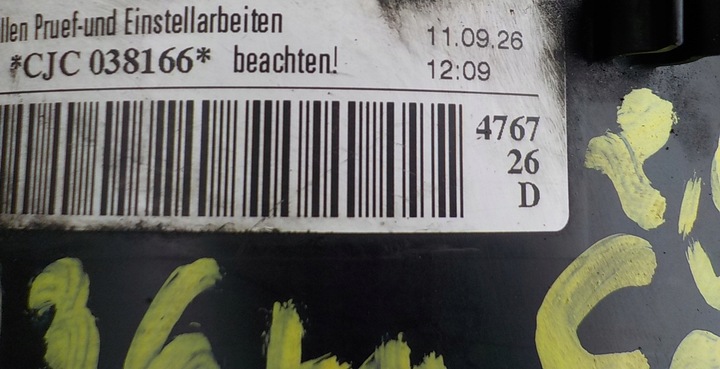 llen Pruef-und Einstellarbeiten
*CJC 038166* beachten!
11.09.26
12:09
4767
26
D